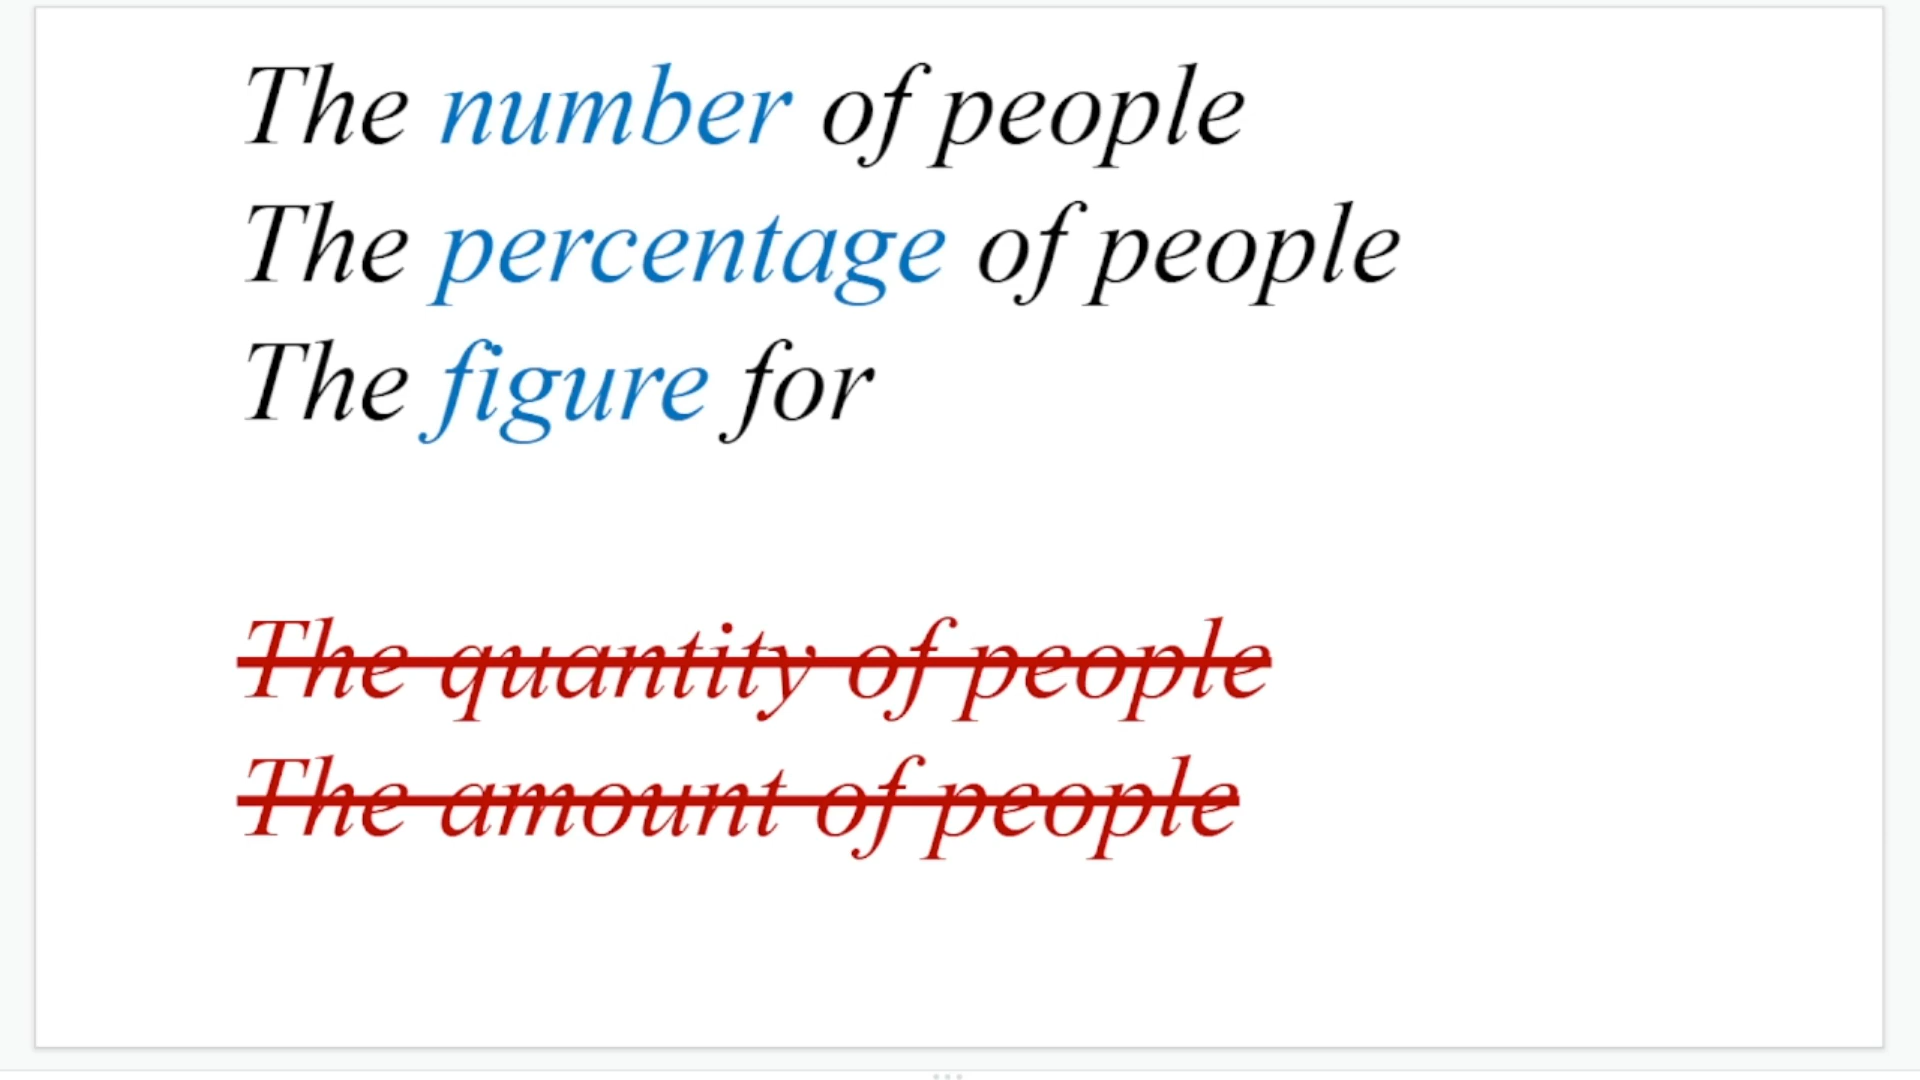 The number of people
The percentage of people
The figure for
The quantity of people
The amount of people